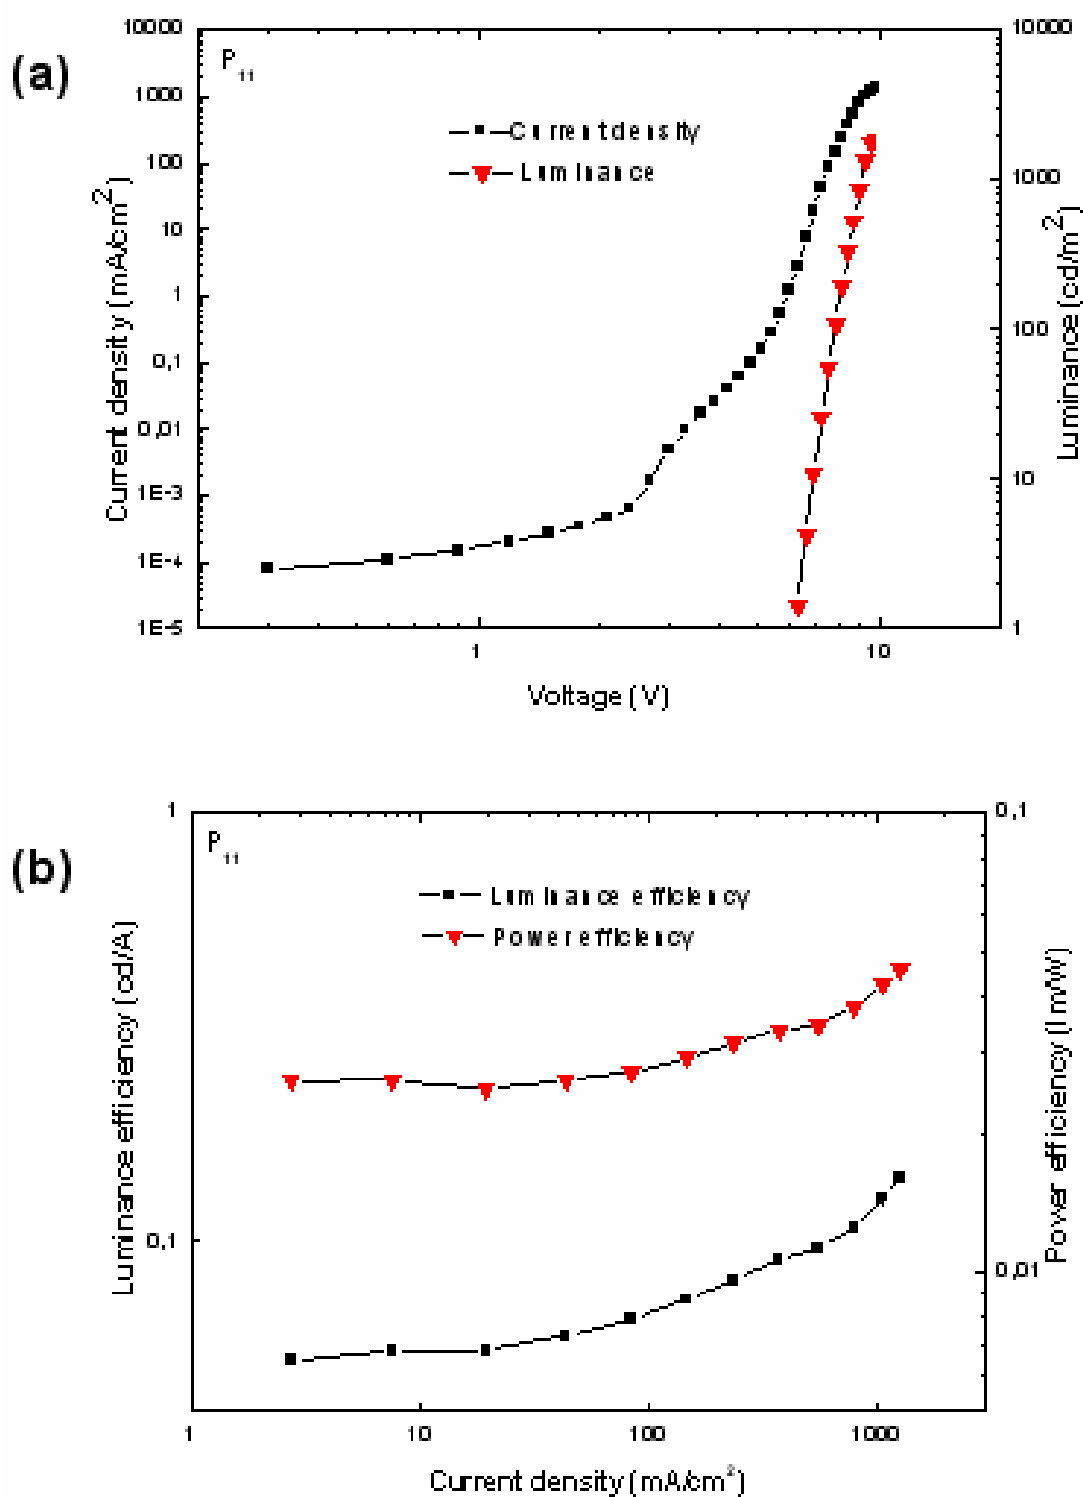 (a)
P11
Current density
Luminance
10000
1000
100
10
1
0,1
0,01
1E-3
1E-4
1E-5
Current density (mA/cm2)
10000
1000
100
10
1
Luminance (cd/m2)
1
10
Voltage (V)
(b)
P11
Luminance efficiency
Power efficiency
1
0,1
Luminance efficiency (cd/A)
0,1
0,01
Power efficiency (lm/W)
1
10
100
1000
Current density (mA/cm2)